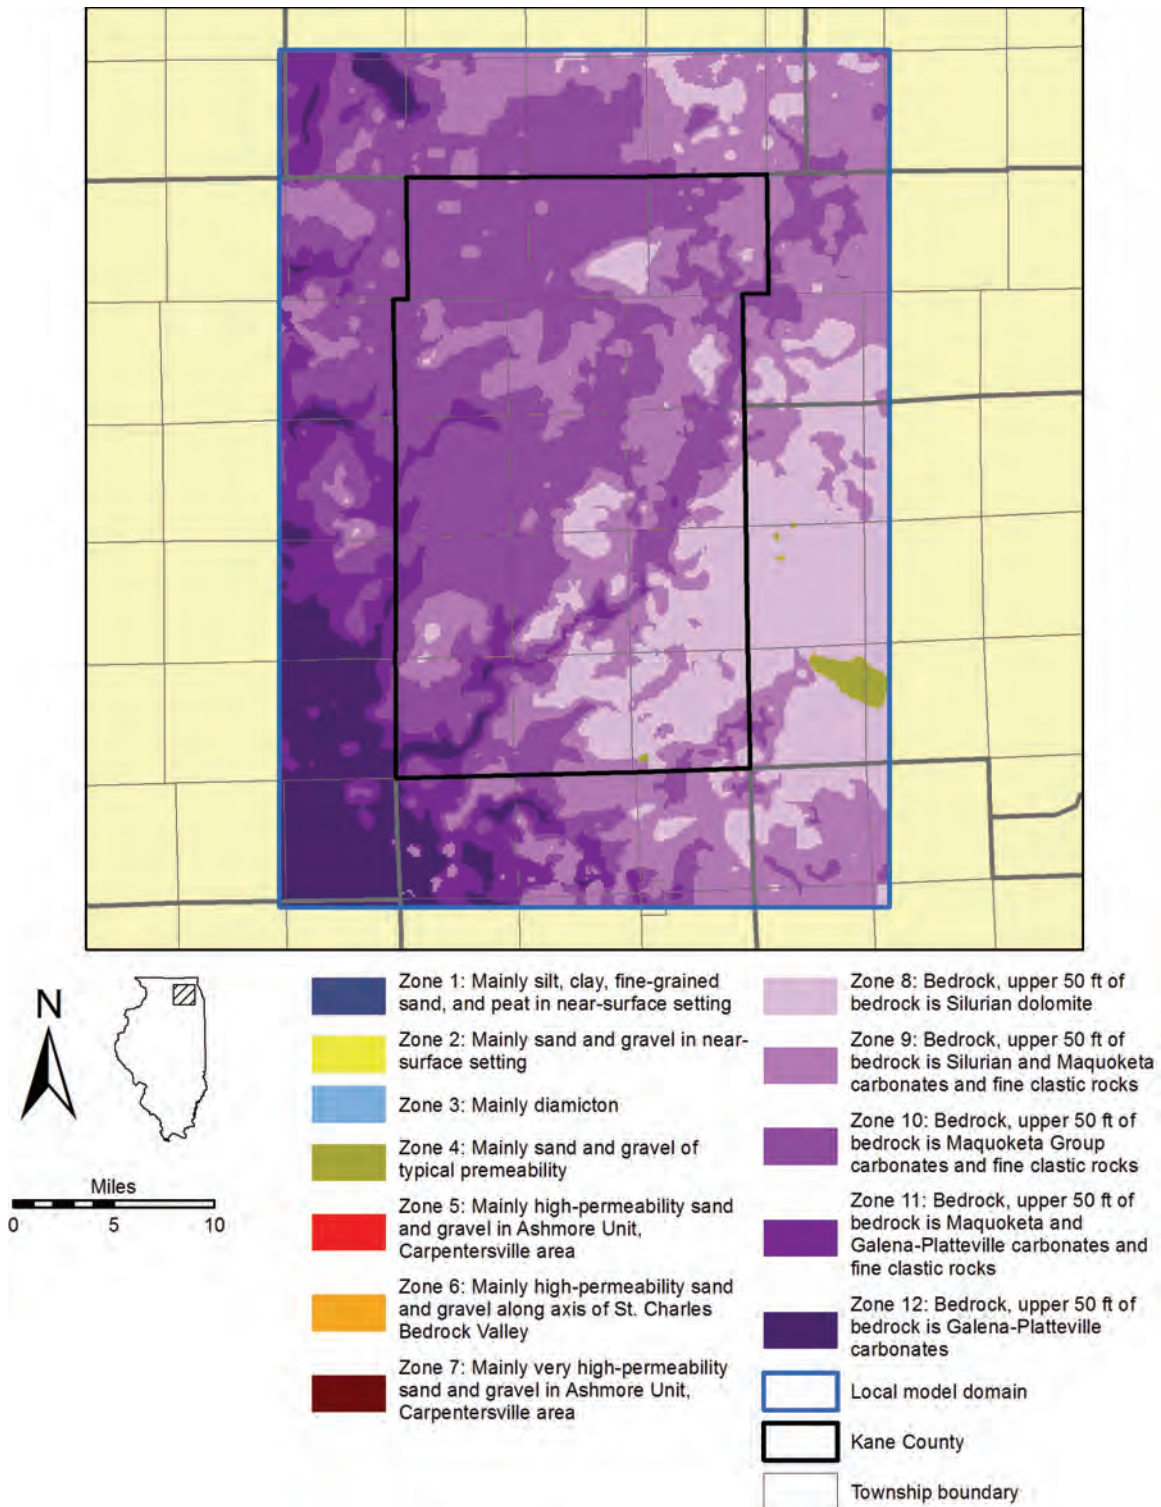 N
Miles
0 5 10
Zone 1: Mainly silt, clay, fine-grained
sand, and peat in near-surface setting
Zone 2: Mainly sand and gravel in near-
surface setting
Zone 3: Mainly diamicton
Zone 4: Mainly sand and gravel of
typical premeability
Zone 5: Mainly high-permeability sand
and gravel in Ashmore Unit,
Carpentersville area
Zone 6: Mainly high-permeability sand
and gravel along axis of St. Charles
Bedrock Valley
Zone 7: Mainly very high-permeability
sand and gravel in Ashmore Unit,
Carpentersville area
Zone 8: Bedrock, upper 50 ft of
bedrock is Silurian dolomite
Zone 9: Bedrock, upper 50 ft of
bedrock is Silurian and Maquoketa
carbonates and fine clastic rocks
Zone 10: Bedrock, upper 50 ft of
bedrock is Maquoketa Group
carbonates and fine clastic rocks
Zone 11: Bedrock, upper 50 ft of
bedrock is Maquoketa and
Galena-Platteville carbonates and
fine clastic rocks
Zone 12: Bedrock, upper 50 ft of
bedrock is Galena-Platteville
carbonates
Local model domain
Kane County
Township boundary